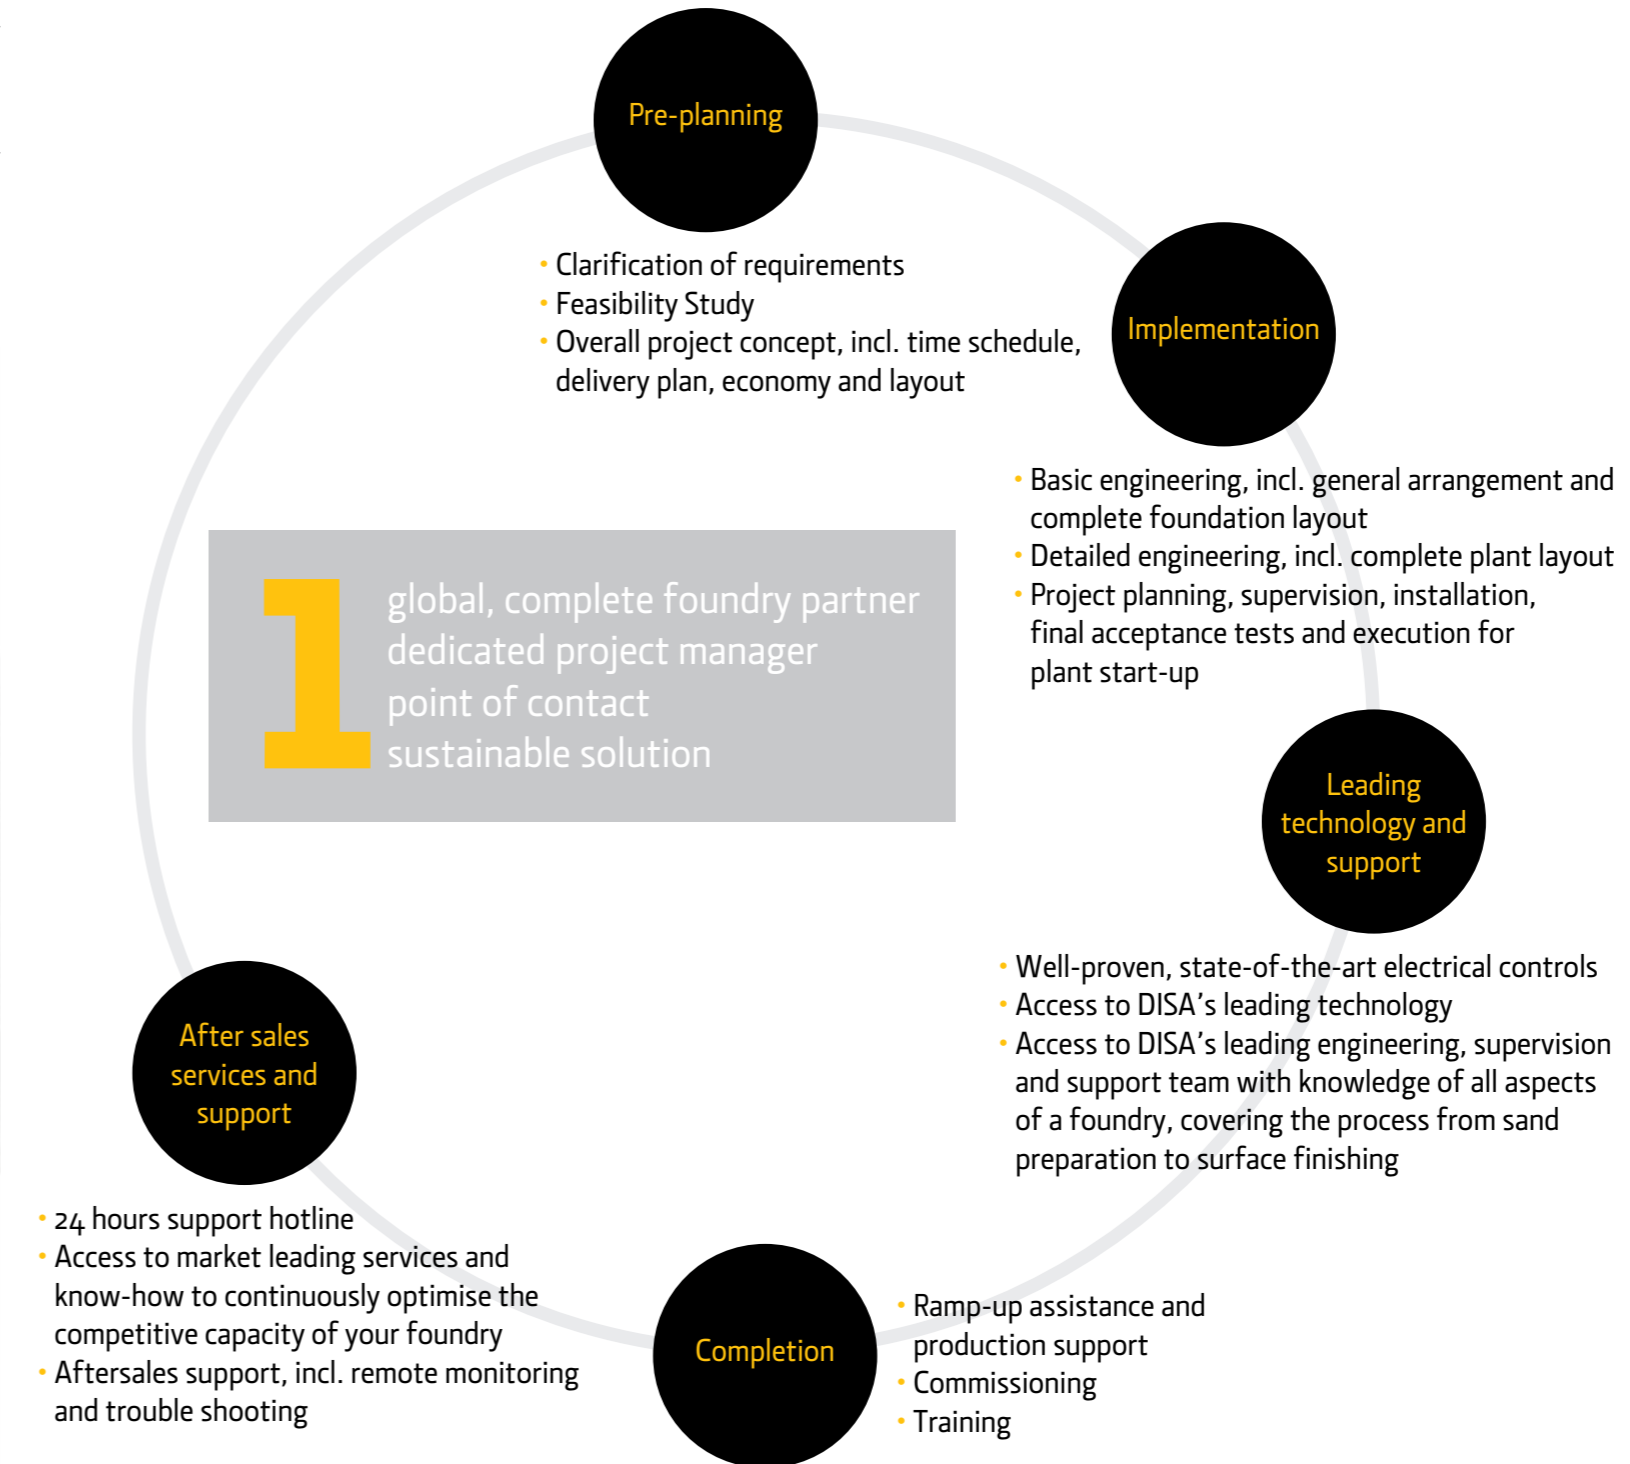 Pre-planning
• Clarification of requirements
• Feasibility Study
• Overall project concept, incl. time schedule,
delivery plan, economy and layout
Implementation
• Basic engineering, incl. general arrangement and
complete foundation layout
• Detailed engineering, incl. complete plant layout
• Project planning, supervision, installation,
final acceptance tests and execution for
plant start-up
1
global, complete foundry partner
dedicated project manager
point of contact
sustainable solution
Leading
technology and
support
• Well-proven, state-of-the-art electrical controls
• Access to DISA's leading technology
• Access to DISA's leading engineering, supervision
and support team with knowledge of all aspects
of a foundry, covering the process from sand
preparation to surface finishing
Completion
• Ramp-up assistance and
production support
• Commissioning
• Training
After sales
services and
support
• 24 hours support hotline
• Access to market leading services and
know-how to continuously optimise the
competitive capacity of your foundry
• Aftersales support, incl. remote monitoring
and trouble shooting